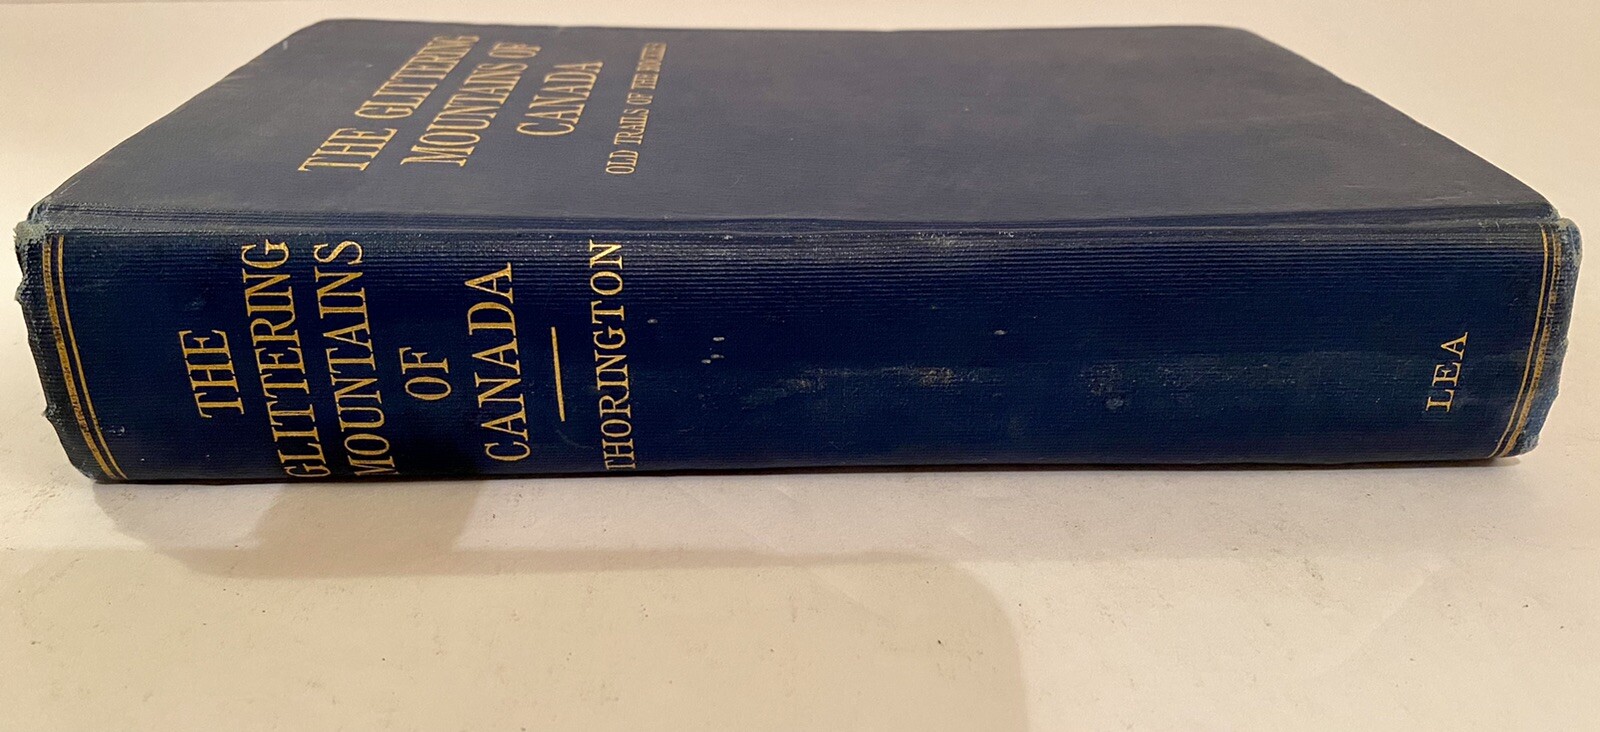 THE GLITTERING
MOUNTAINS OF
CANADA
OLD TRAILS OF THE ROCKIES
THE
GLITTERING
MOUNTAINS
OF
CANADA
THORINGTON
LEA